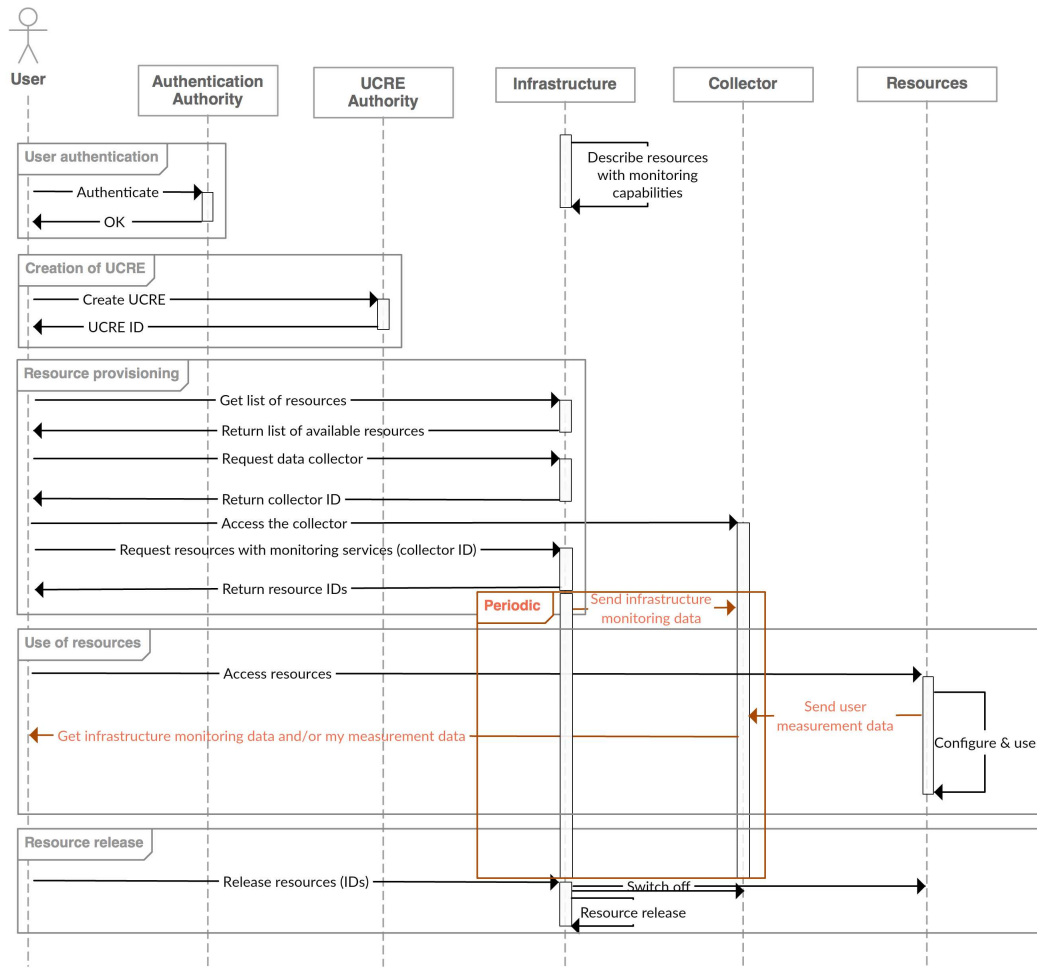 User
Authentication
Authority
UCRE
Authority
Infrastructure
Collector
Resources
User authentication
Describe resources
with monitoring
capabilities
Authenticate
OK
Creation of UCRE
Create UCRE
UCRE ID
Resource provisioning
Get list of resources
Return list of available resources
Request data collector
Return collector ID
Access the collector
Request resources with monitoring services (collector ID)
Return resource IDs
Periodic
Send infrastructure
monitoring data
Use of resources
Access resources
Send user
measurement data
Get infrastructure monitoring data and/or my measurement data
Configure & use
Resource release
Release resources (IDs)
Switch off
Resource release